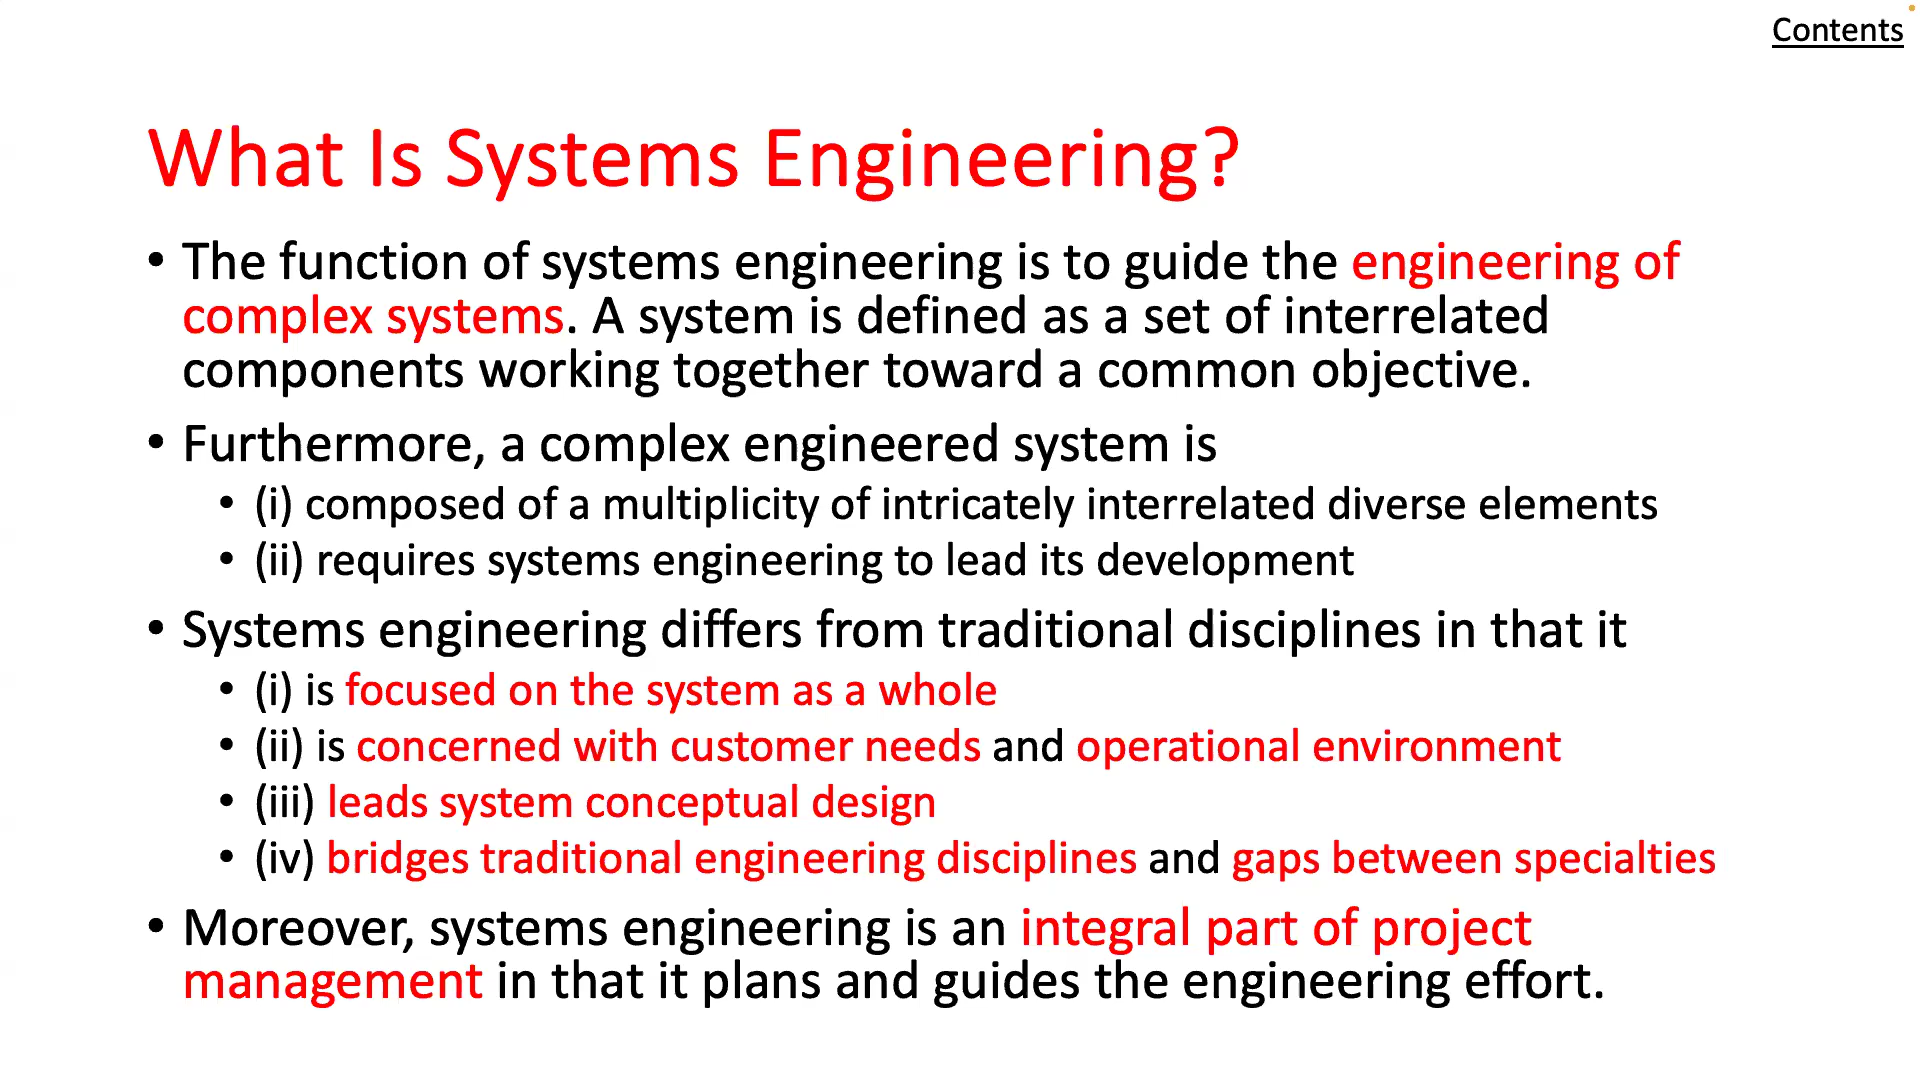 Contents
What Is Systems Engineering?
• The function of systems engineering is to guide the engineering of
complex systems. A system is defined as a set of interrelated
components working together toward a common objective.
• Furthermore, a complex engineered system is
• (i) composed of a multiplicity of intricately interrelated diverse elements
• (ii) requires systems engineering to lead its development
• Systems engineering differs from traditional disciplines in that it
• (i) is focused on the system as a whole
• (ii) is concerned with customer needs and operational environment
• (iii) leads system conceptual design
• (iv) bridges traditional engineering disciplines and gaps between specialties
• Moreover, systems engineering is an integral part of project
management in that it plans and guides the engineering effort.